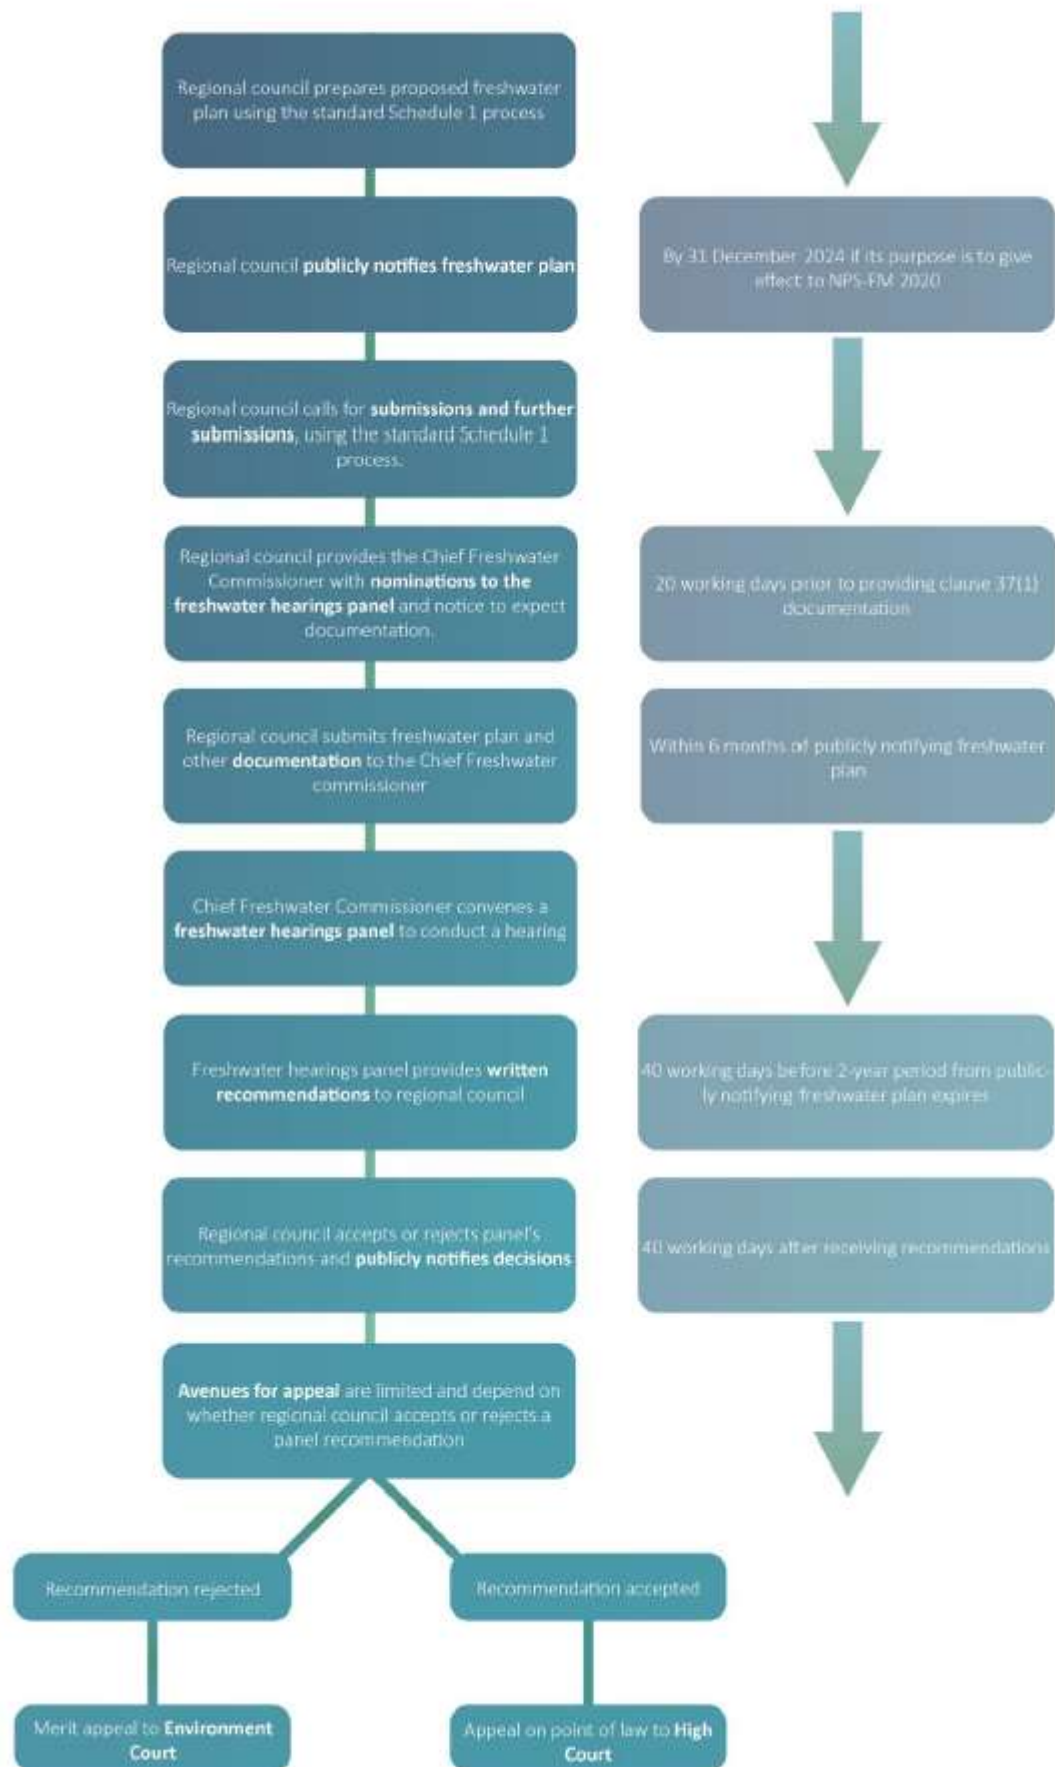 Regional council prepares proposed freshwater
plan using the standard Schedule 1 process
Regional council publicly notifies freshwater plan
By 31 December 2024 if its purpose is to give
effect to NPS-FM 2020
Regional council calls for submissions and further
submissions, using the standard Schedule 1
process.
Regional council provides the Chief Freshwater
Commissioner with nominations to the
freshwater hearings panel and notice to expect
documentation.
20 working days prior to providing clause 37(1)
documentation
Regional council submits freshwater plan and
other documentation to the Chief Freshwater
commissioner
Within 6 months of publicly notifying freshwater
plan
Chief Freshwater Commissioner convenes a
freshwater hearings panel to conduct a hearing
Freshwater hearings panel provides written
recommendations to regional council
40 working days before 2-year period from public-
ly notifying freshwater plan expires
Regional council accepts or rejects panel's
recommendations and publicly notifies decisions
40 working days after receiving recommendations
Avenues for appeal are limited and depend on
whether regional council accepts or rejects a
panel recommendation
Recommendation rejected
Recommendation accepted
Merit appeal to Environment
Court
Appeal on point of law to High
Court